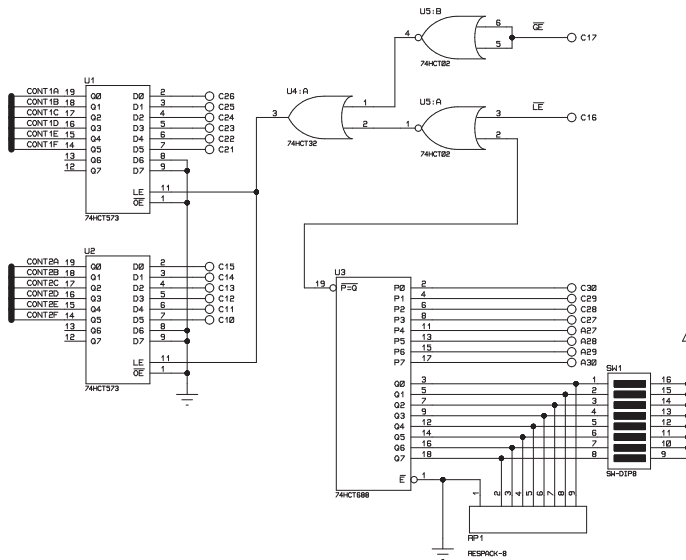 U5:B
4
6
5
QE
C17
74HCT02
U1
CONT1A 19 Q0 D0 2 C26
CONT1B 18 Q1 D1 3 C25
CONT1C 17 Q2 D2 4 C24
CONT1D 16 Q3 D3 5 C23
CONT1E 15 Q4 D4 6 C22
CONT1F 14 Q5 D5 7 C21
13 Q6 D6 8
12 Q7 D7 9
LE 11
OE 1
74HCT573
U4:A
3
1
2
74HCT32
U5:A
1
3
2
LE
C16
74HCT02
U2
CONT2A 19 Q0 D0 2 C15
CONT2B 18 Q1 D1 3 C14
CONT2C 17 Q2 D2 4 C13
CONT2D 16 Q3 D3 5 C12
CONT2E 15 Q4 D4 6 C11
CONT2F 14 Q5 D5 7 C10
13 Q6 D6 8
12 Q7 D7 9
LE 11
OE 1
74HCT573
U3
19 P=Q P0 2 C30
P1 4 C29
P2 6 C28
P3 8 C27
P4 11 A27
P5 13 A28
P6 15 A29
P7 17 A30
SW1
Q0 3 1 16
Q1 5 2 15
Q2 7 3 14
Q3 9 4 13
Q4 12 5 12
Q5 14 6 11
Q6 16 7 10
Q7 18 8 9
SW-DIP8
E 1
74HCT688
1 2 3 4 5 6 7 8 9
RP1
RESPACK-8